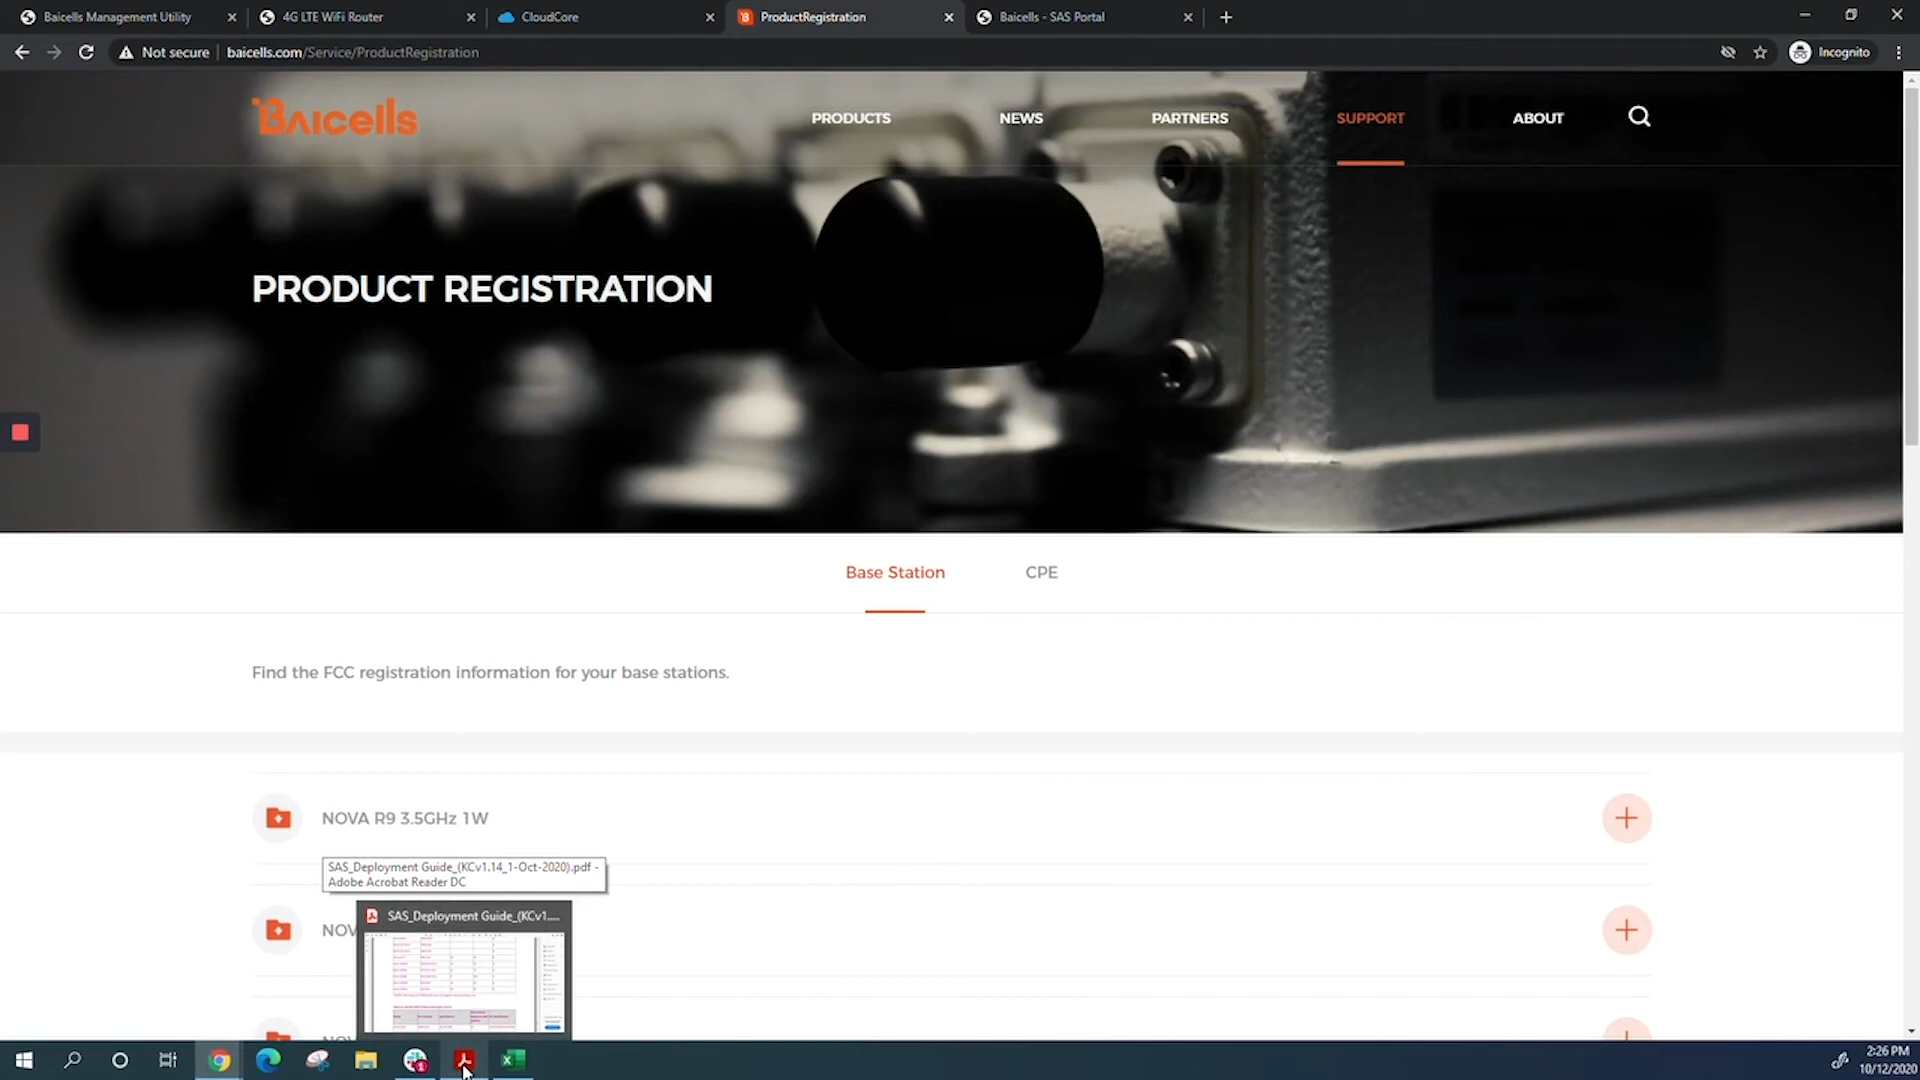 Baicells Management Utility
4G LTE WiFi Router
CloudCore
ProductRegistration
Baicells - SAS Portal
Not secure
baicells.com/Service/ProductRegistration
Incognito
Baicells
PRODUCTS
NEWS
PARTNERS
SUPPORT
ABOUT
PRODUCT REGISTRATION
Base Station
CPE
Find the FCC registration information for your base stations.
NOVA R9 3.5GHz 1W
SAS_Deployment Guide_(KCv1.14_1-Oct-2020).pdf -
Adobe Acrobat Reader DC
SAS_Deployment Guide_(KCv1....
2:26 PM
10/12/2020